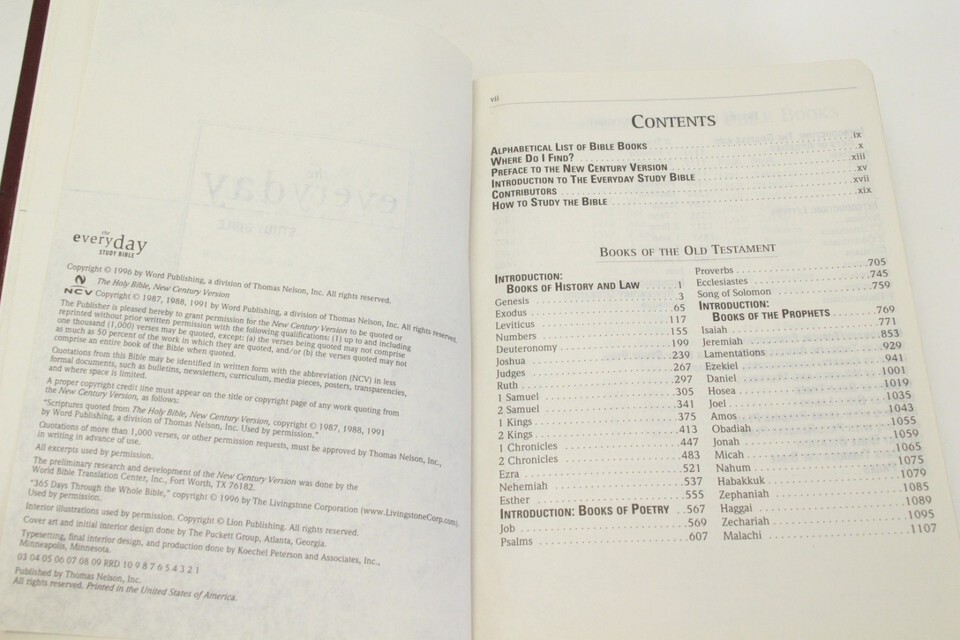 the
everyday
STUDY BIBLE
Copyright © 1996 by Word Publishing, a division of Thomas Nelson, Inc. All rights reserved.
The Holy Bible, New Century Version
NCV Copyright © 1987, 1988, 1991 by Word Publishing, a division of Thomas Nelson, Inc. All rights reserved.
The Publisher is pleased hereby to grant permission for the New Century Version to be quoted or
reprinted without prior written permission with the following qualifications: (1) up to and including
one thousand (1,000) verses may be quoted, except: (a) the verses being quoted may not comprise
as much as 50 percent of the work in which they are quoted, and/or (b) the verses quoted may not
comprise an entire book of the Bible when quoted.
Quotations from this Bible may be identified in written form with the abbreviation (NCV) in less
formal documents, such as bulletins, newsletters, curriculum, media pieces, posters, transparencies,
and where space is limited.
A proper copyright credit line must appear on the title or copyright page of any work quoting from
the New Century Version, as follows:
"Scriptures quoted from The Holy Bible, New Century Version, copyright © 1987, 1988, 1991
by Word Publishing, a division of Thomas Nelson, Inc. Used by permission."
Quotations of more than 1,000 verses, or other permission requests, must be approved by Thomas Nelson, Inc.,
in writing in advance of use.
All excerpts used by permission.
The preliminary research and development of the New Century Version was done by the
World Bible Translation Center, Inc., Fort Worth, TX 76182.
"365 Days Through the Whole Bible," copyright © 1996 by The Livingstone Corporation (www.LivingstoneCorp.com).
Used by permission.
Interior illustrations used by permission. Copyright © Lion Publishing. All rights reserved.
Cover art and initial interior design done by The Puckett Group, Atlanta, Georgia.
Typesetting, final interior design, and production done by Koechel Peterson and Associates, Inc.,
Minneapolis, Minnesota.
03 04 05 06 07 08 09 RRD 10 9 8 7 6 5 4 3 2 1
Published by Thomas Nelson, Inc.
All rights reserved. Printed in the United States of America.
vii
CONTENTS
ALPHABETICAL LIST OF BIBLE BOOKS ix
WHERE DO I FIND? x
PREFACE TO THE NEW CENTURY VERSION xiii
INTRODUCTION TO THE EVERYDAY STUDY BIBLE xv
CONTRIBUTORS xvii
HOW TO STUDY THE BIBLE xix
BOOKS OF THE OLD TESTAMENT
INTRODUCTION:
BOOKS OF HISTORY AND LAW 1
Genesis 3
Exodus 65
Leviticus 117
Numbers 155
Deuteronomy 199
Joshua 239
Judges 267
Ruth 297
1 Samuel 305
2 Samuel 341
1 Kings 375
2 Kings 413
1 Chronicles 447
2 Chronicles 483
Ezra 521
Nehemiah 537
Esther 555
INTRODUCTION: BOOKS OF POETRY 567
Job 569
Psalms 607
Proverbs 705
Ecclesiastes 745
Song of Solomon 759
INTRODUCTION:
BOOKS OF THE PROPHETS 769
Isaiah 771
Jeremiah 853
Lamentations 929
Ezekiel 941
Daniel 1001
Hosea 1019
Joel 1035
Amos 1043
Obadiah 1055
Jonah 1059
Micah 1065
Nahum 1075
Habakkuk 1079
Zephaniah 1085
Haggai 1089
Zechariah 1095
Malachi 1107